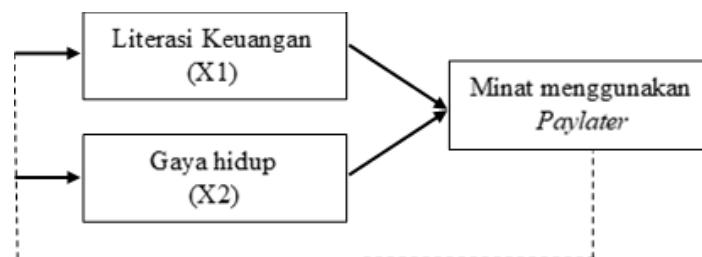 Literasi Keuangan
(X1)
Minat menggunakan
Paylater
Gaya hidup
(X2)